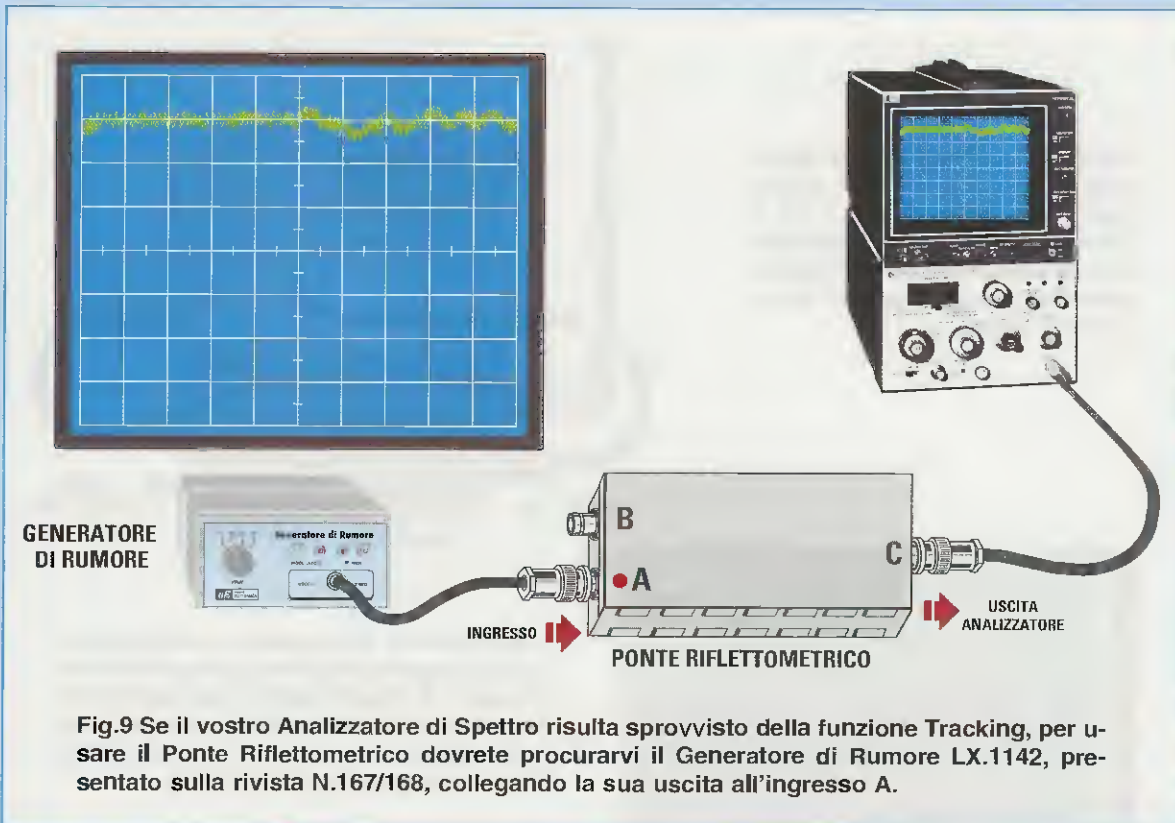 GENERATORE
DI RUMORE
Generatore di Rumore
B
A
C
INGRESSO
USCITA
ANALIZZATORE
PONTE RIFLETTOMETRICO
Fig.9 Se il vostro Analizzatore di Spettro risulta sprovvisto della funzione Tracking, per u-
sare il Ponte Riflettometrico dovrete procurarvi il Generatore di Rumore LX.1142, pre-
sentato sulla rivista N.167/168, collegando la sua uscita all'ingresso A.